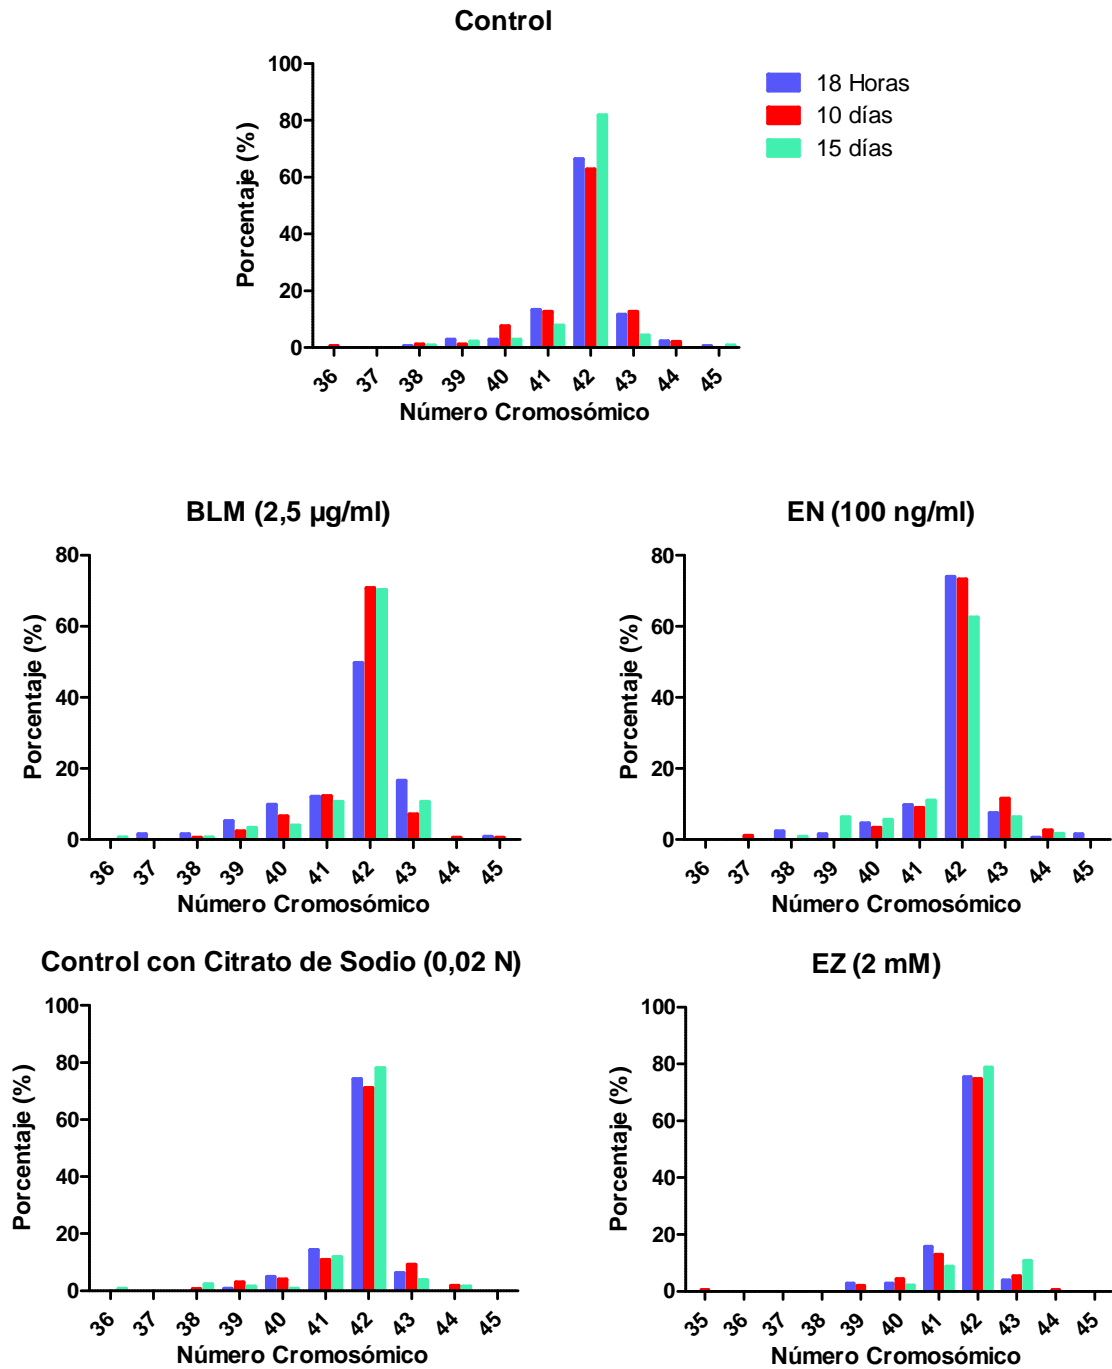 Control
100
80
60
40
20
0
Porcentaje (%)
36 37 38 39 40 41 42 43 44 45
Número Cromosómico
18 Horas
10 días
15 días
BLM (2,5 µg/ml)
80
60
40
20
0
Porcentaje (%)
36 37 38 39 40 41 42 43 44 45
Número Cromosómico
EN (100 ng/ml)
80
60
40
20
0
Porcentaje (%)
36 37 38 39 40 41 42 43 44 45
Número Cromosómico
Control con Citrato de Sodio (0,02 N)
100
80
60
40
20
0
Porcentaje (%)
36 37 38 39 40 41 42 43 44 45
Número Cromosómico
EZ (2 mM)
100
80
60
40
20
0
Porcentaje (%)
35 36 37 38 39 40 41 42 43 44 45
Número Cromosómico